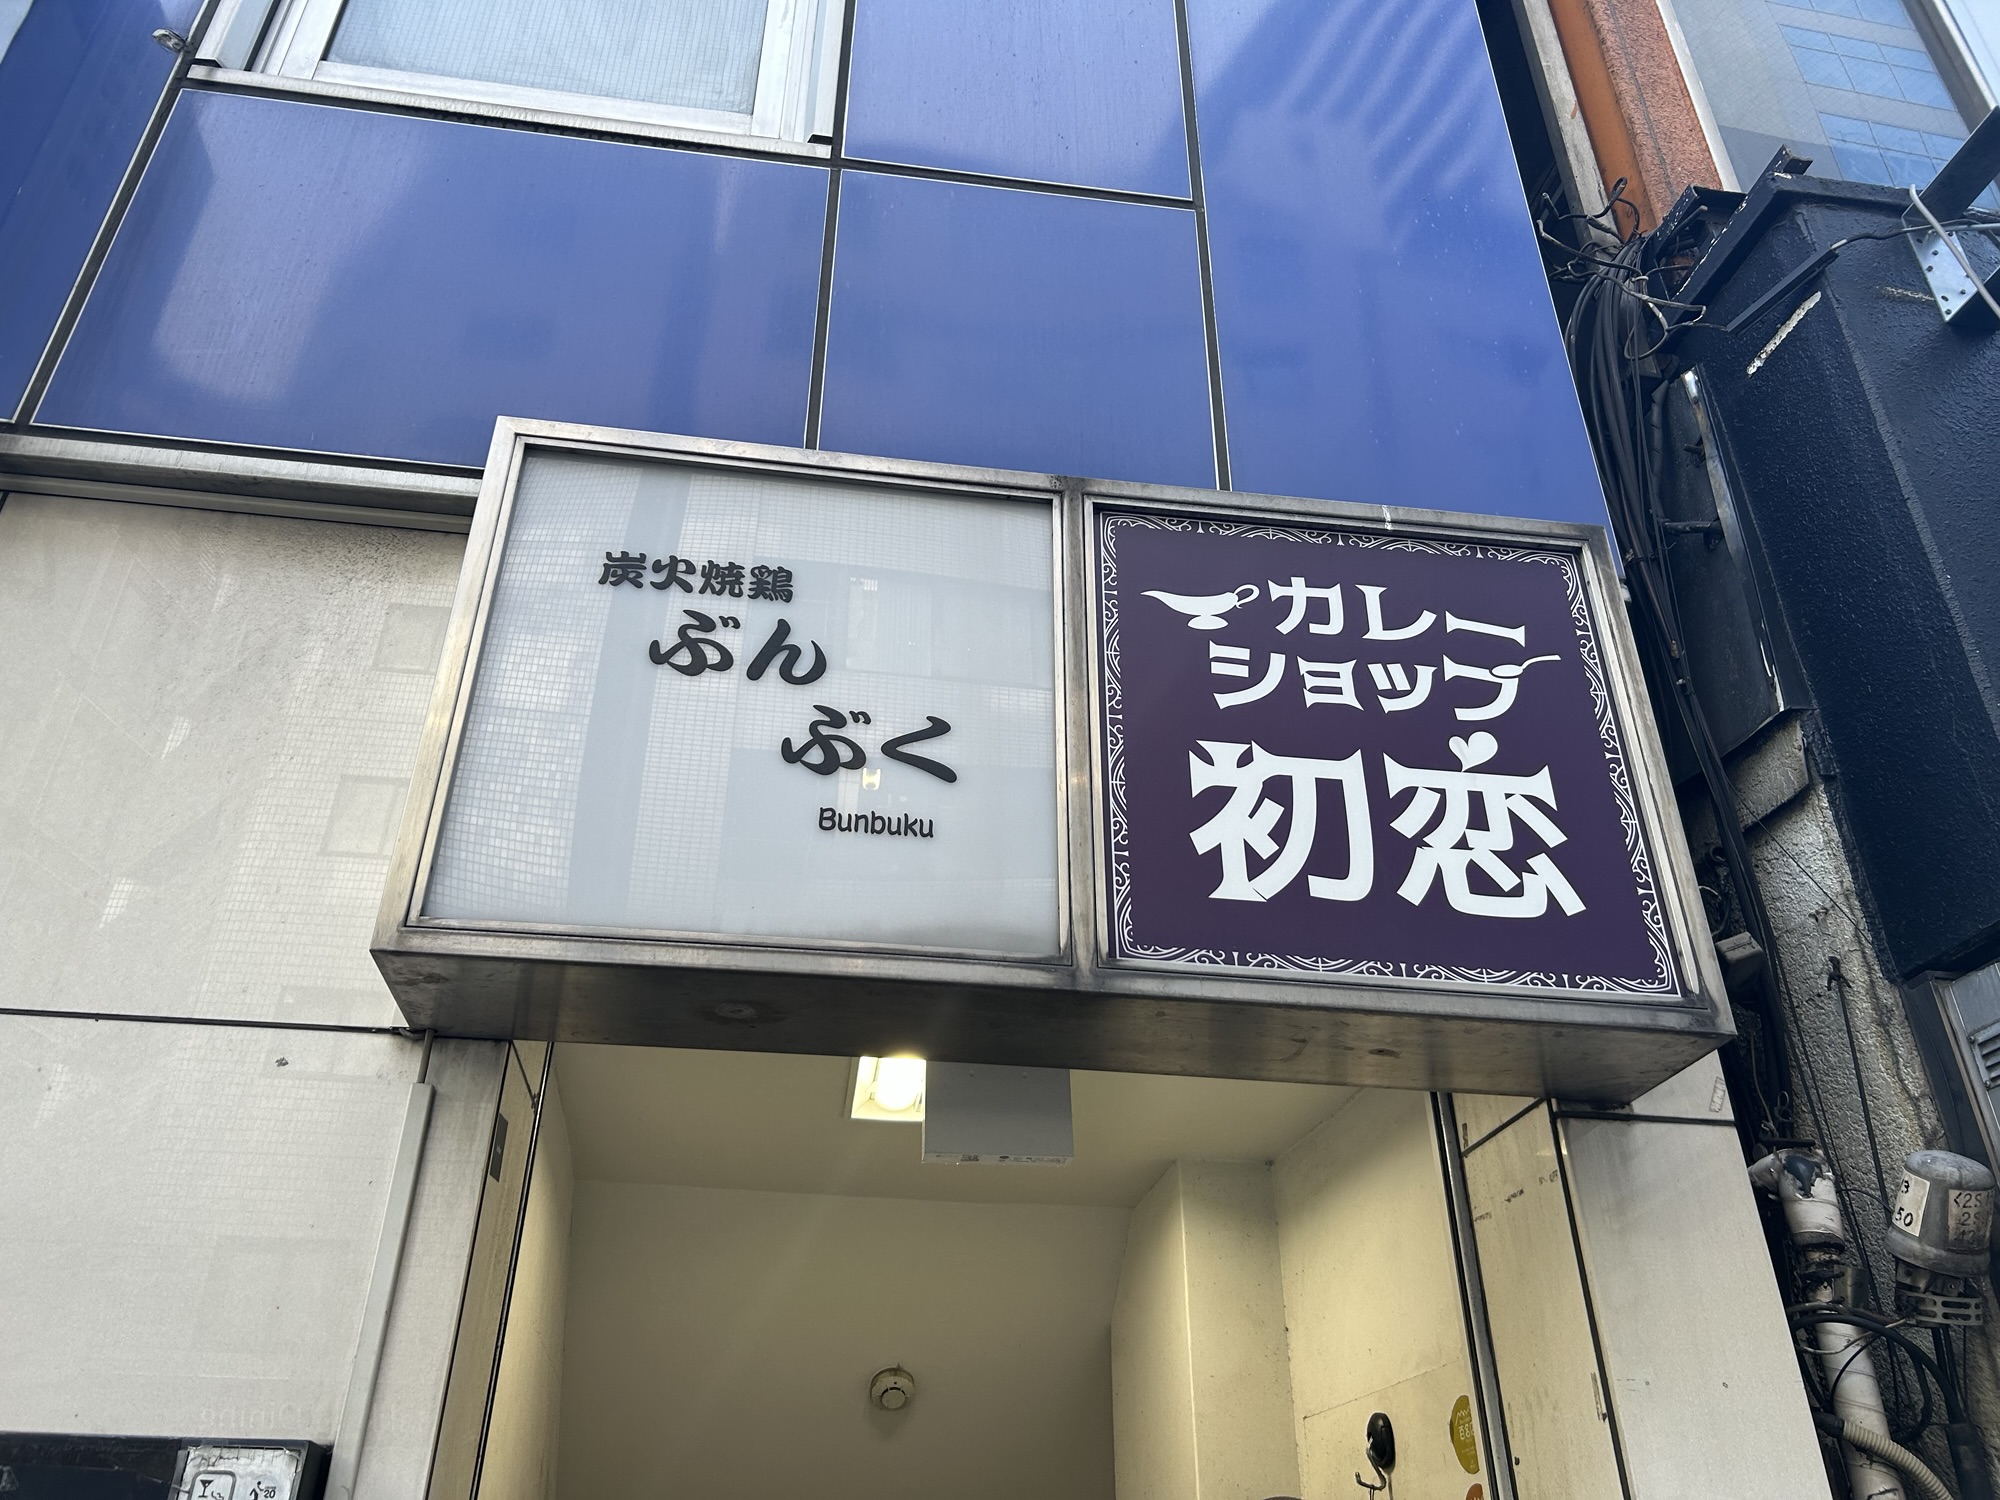 炭火焼鶏
ぶん
ぶく
Bunbuku
カレー
ショップ
初恋